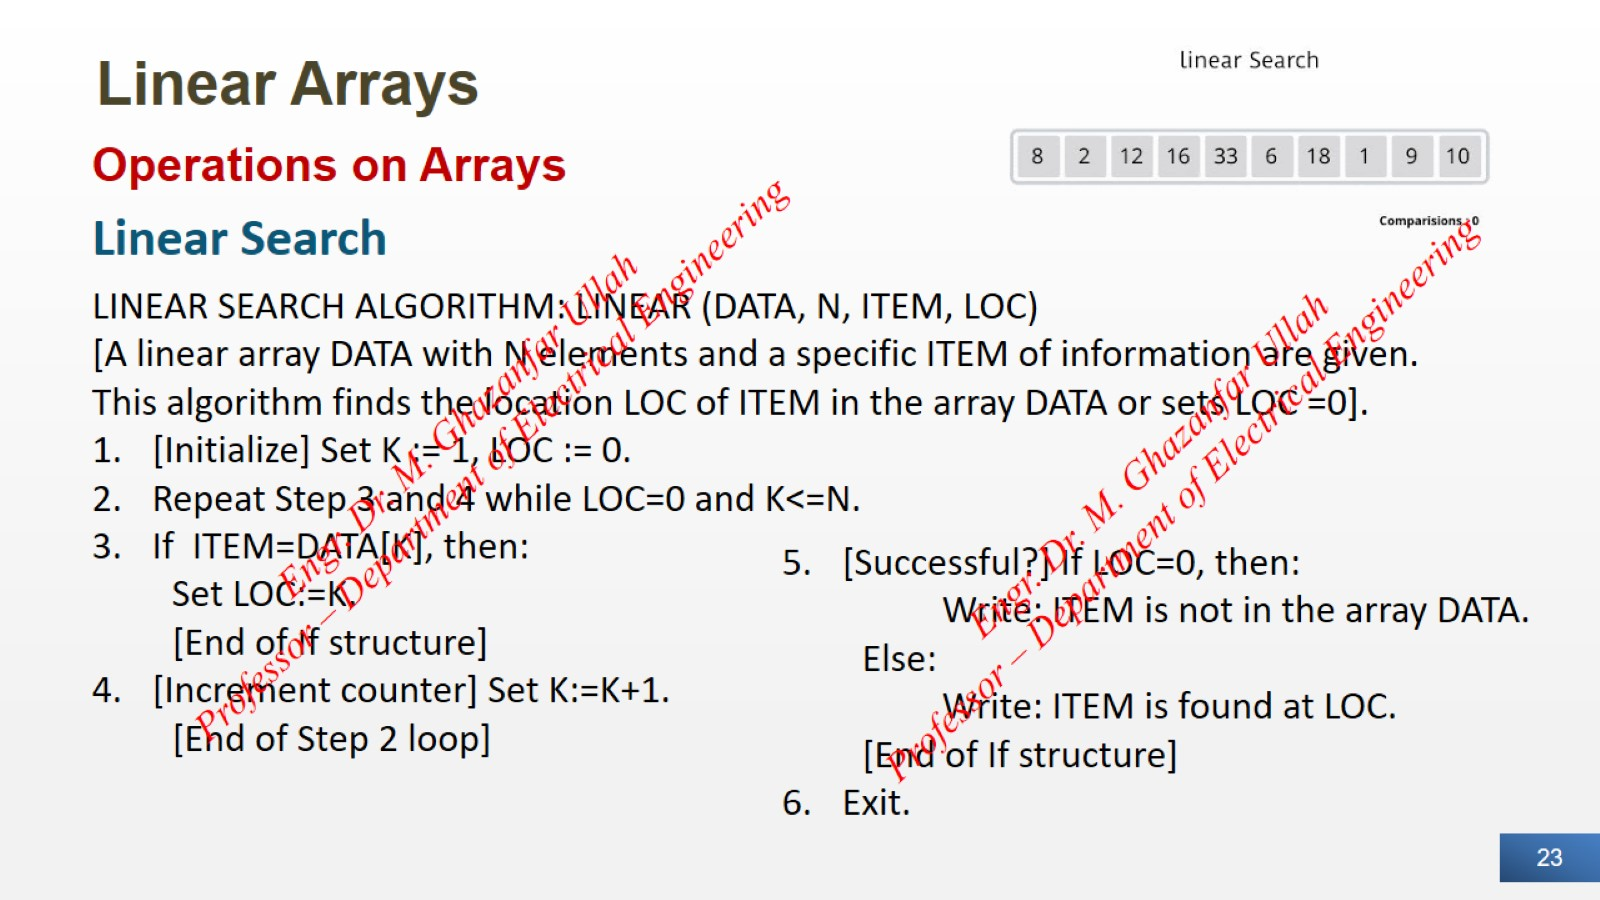 Linear Arrays
linear Search
Operations on Arrays
8 2 12 16 33 6 18 1 9 10
Comparisions : 0
Linear Search
LINEAR SEARCH ALGORITHM: LINEAR (DATA, N, ITEM, LOC)
[A linear array DATA with N elements and a specific ITEM of information are given.
This algorithm finds the location LOC of ITEM in the array DATA or sets LOC =0].
1. [Initialize] Set K := 1, LOC := 0.
2. Repeat Step 3 and 4 while LOC=0 and K<=N.
3. If ITEM=DATA[K], then:
Set LOC:=K.
[End of If structure]
4. [Increment counter] Set K:=K+1.
[End of Step 2 loop]
5. [Successful?] If LOC=0, then:
Write: ITEM is not in the array DATA.
Else:
Write: ITEM is found at LOC.
[End of If structure]
6. Exit.
Engr. Dr. M. Ghazanfar Ullah
Professor – Department of Electrical Engineering
Engr. Dr. M. Ghazanfar Ullah
Professor – Department of Electrical Engineering
23